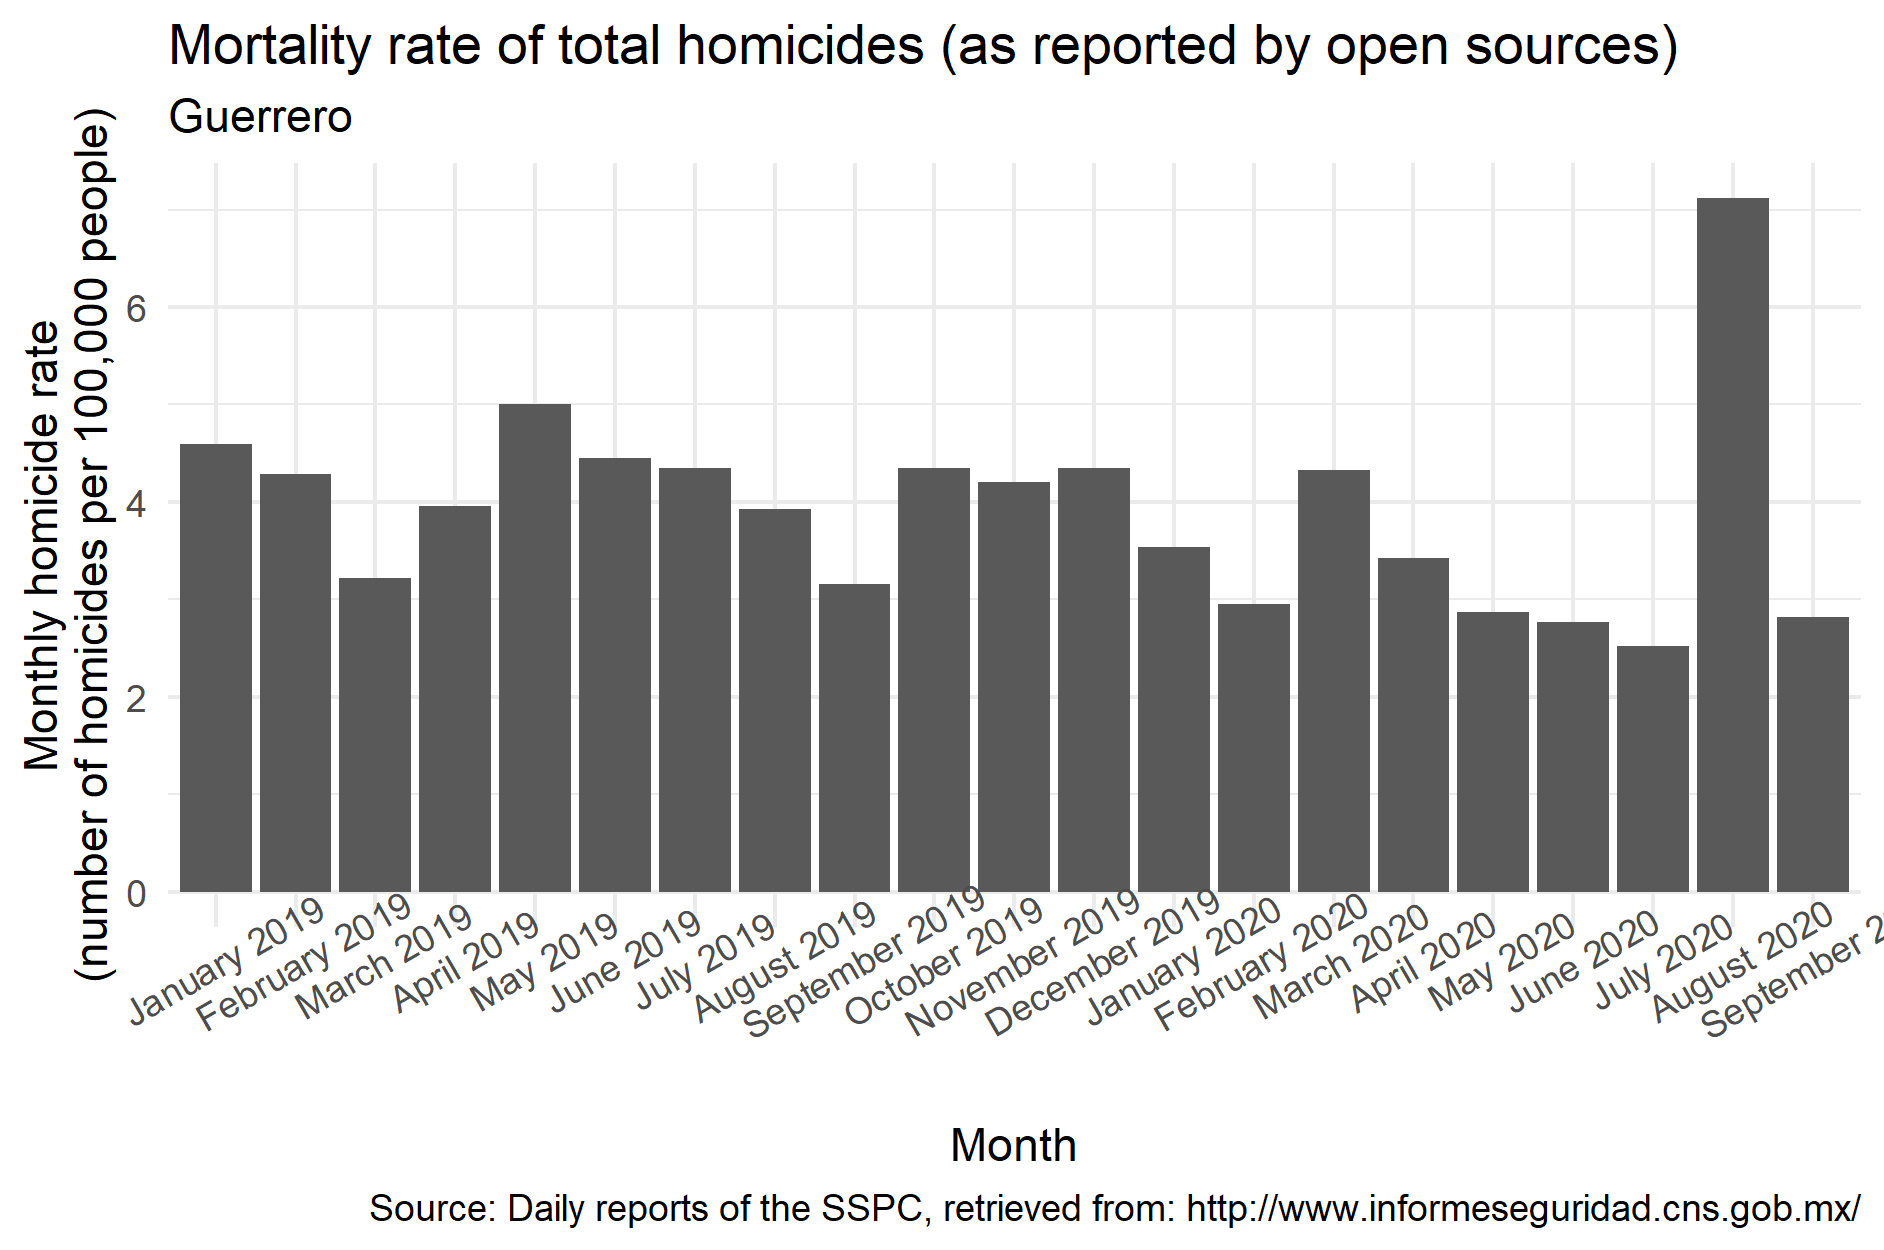 Mortality rate of total homicides (as reported by open sources)
Guerrero
Monthly homicide rate
(number of homicides per 100,000 people)
6
4
2
0
January 2019
February 2019
March 2019
April 2019
May 2019
June 2019
July 2019
August 2019
September 2019
October 2019
November 2019
December 2019
January 2020
February 2020
March 2020
April 2020
May 2020
June 2020
July 2020
August 2020
September 2
Month
Source: Daily reports of the SSPC, retrieved from: http://www.informeseguridad.cns.gob.mx/